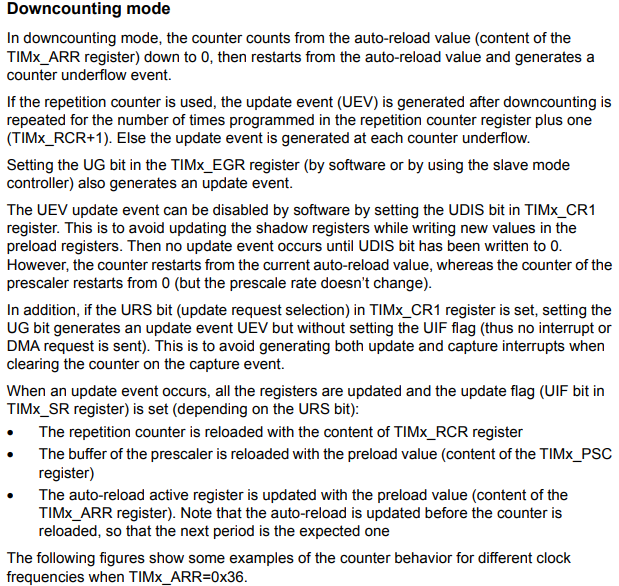 Downcounting mode
In downcounting mode, the counter counts from the auto-reload value (content of the
TIMx_ARR register) down to 0, then restarts from the auto-reload value and generates a
counter underflow event.
If the repetition counter is used, the update event (UEV) is generated after downcounting is
repeated for the number of times programmed in the repetition counter register plus one
(TIMx_RCR+1). Else the update event is generated at each counter underflow.
Setting the UG bit in the TIMx_EGR register (by software or by using the slave mode
controller) also generates an update event.
The UEV update event can be disabled by software by setting the UDIS bit in TIMx_CR1
register. This is to avoid updating the shadow registers while writing new values in the
preload registers. Then no update event occurs until UDIS bit has been written to 0.
However, the counter restarts from the current auto-reload value, whereas the counter of the
prescaler restarts from 0 (but the prescale rate doesn't change).
In addition, if the URS bit (update request selection) in TIMx_CR1 register is set, setting the
UG bit generates an update event UEV but without setting the UIF flag (thus no interrupt or
DMA request is sent). This is to avoid generating both update and capture interrupts when
clearing the counter on the capture event.
When an update event occurs, all the registers are updated and the update flag (UIF bit in
TIMx_SR register) is set (depending on the URS bit):
• The repetition counter is reloaded with the content of TIMx_RCR register
• The buffer of the prescaler is reloaded with the preload value (content of the TIMx_PSC
register)
• The auto-reload active register is updated with the preload value (content of the
TIMx_ARR register). Note that the auto-reload is updated before the counter is
reloaded, so that the next period is the expected one
The following figures show some examples of the counter behavior for different clock
frequencies when TIMx_ARR=0x36.